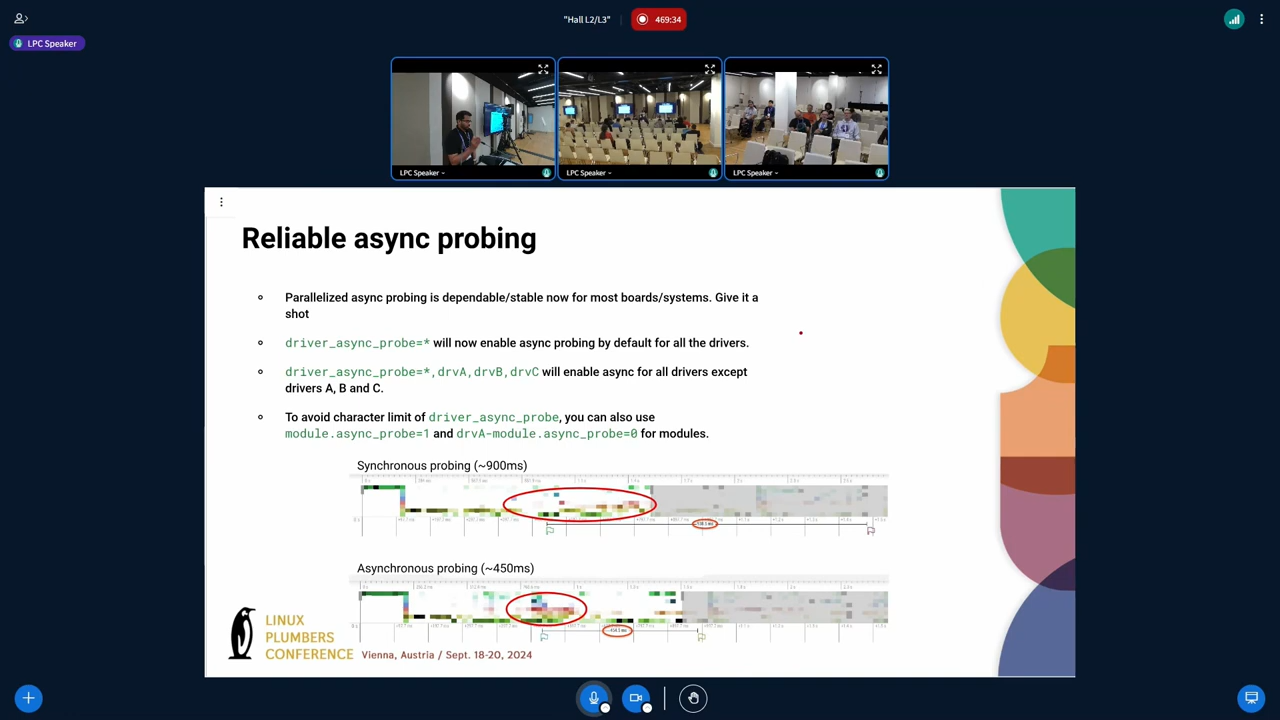 "Hall L2/L3"
469:34
LPC Speaker
LPC Speaker
LPC Speaker
LPC Speaker
Reliable async probing
Parallelized async probing is dependable/stable now for most boards/systems. Give it a
shot
driver_async_probe=* will now enable async probing by default for all the drivers.
driver_async_probe=*,drvA,drvB,drvC will enable async for all drivers except
drivers A, B and C.
To avoid character limit of driver_async_probe, you can also use
module.async_probe=1 and drvA-module.async_probe=0 for modules.
Synchronous probing (~900ms)
Asynchronous probing (~450ms)
LINUX
PLUMBERS
CONFERENCE
Vienna, Austria / Sept. 18-20, 2024